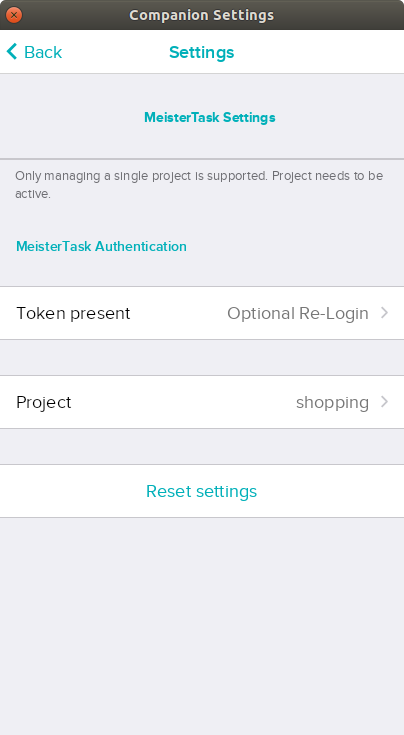 Companion Settings
Back
Settings
MeisterTask Settings
Only managing a single project is supported. Project needs to be
active.
MeisterTask Authentication
Token present
Optional Re-Login
Project
shopping
Reset settings